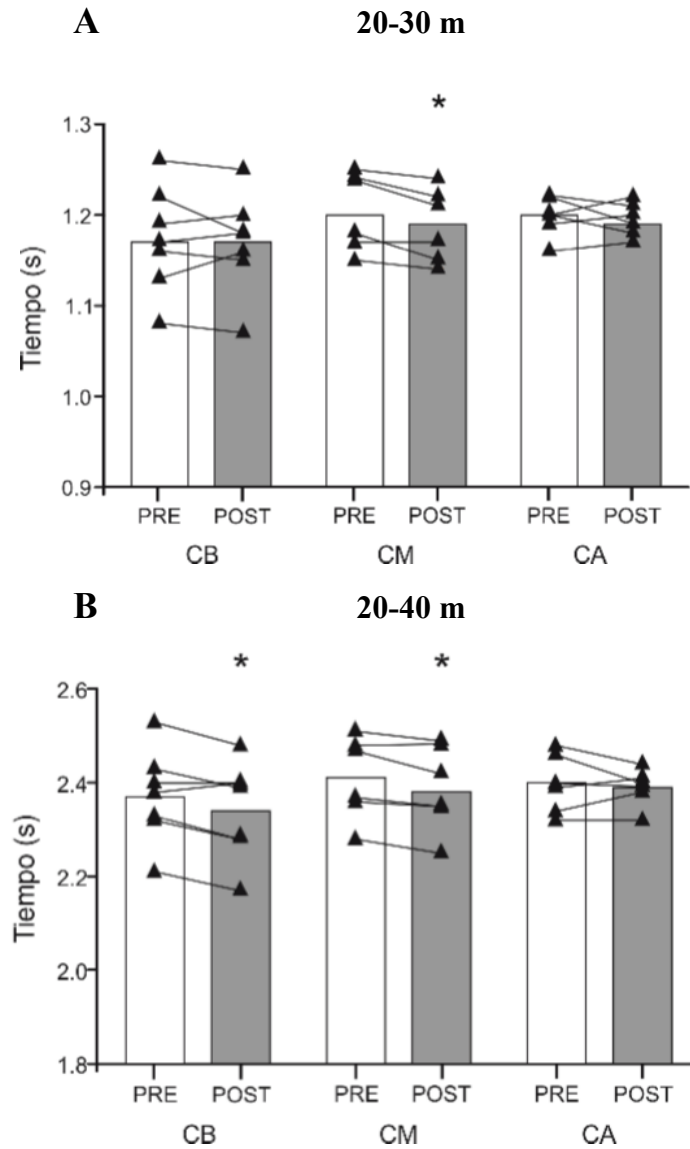 A 20-30 m
*
1.3
1.2
1.1
1.0
0.9
Tiempo (s)
PRE POST PRE POST PRE POST
CB CM CA
B 20-40 m
* *
2.6
2.4
2.2
2.0
1.8
Tiempo (s)
PRE POST PRE POST PRE POST
CB CM CA